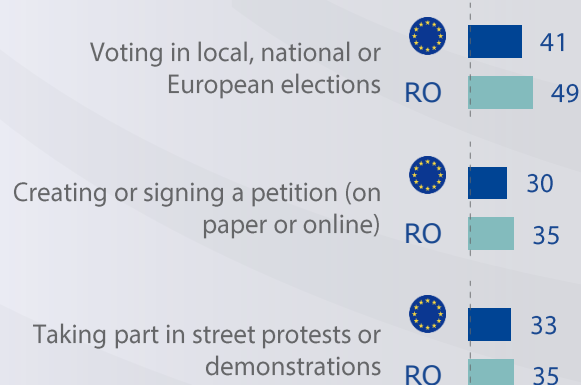 Voting in local, national or
European elections
41
RO
49
Creating or signing a petition (on
paper or online)
30
RO
35
Taking part in street protests or
demonstrations
33
RO
35